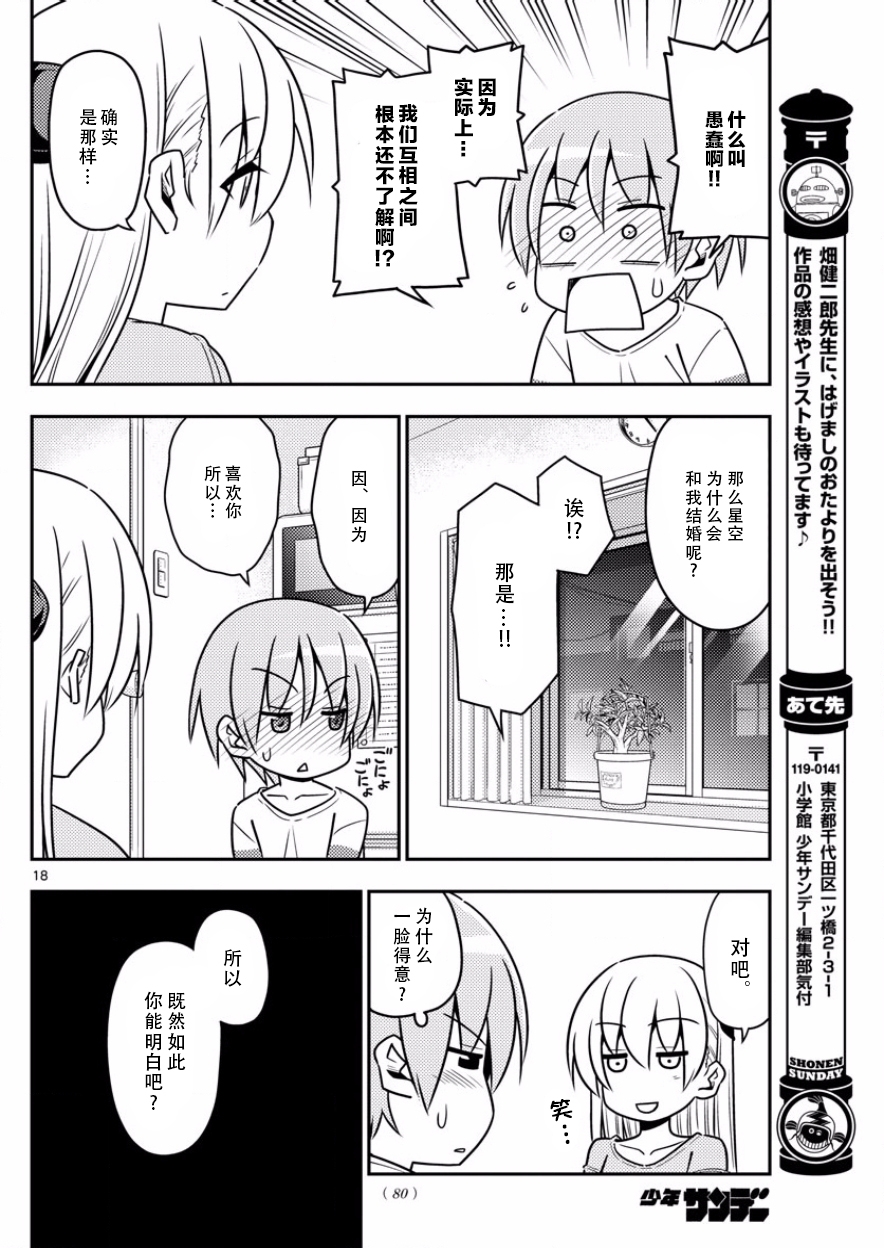 什么叫
愚蠢啊!!
因为
实际上…
我们互相之间
根本还不了解啊!?
确实
是那样…
那么星空
为什么会
和我结婚呢?
诶!?
那是…!!
因、因为
喜欢你
所以…
ごにょ
ごにょ
18
对吧。
笑…
为什么
一脸得意?
所以
既然如此
你能明白吧?
(80)
少年サンデー
〒
畑健二郎先生に、はげましのおたよりを出そう!!
作品の感想やイラストも待ってます♪
あて先
〒
119-0141
東京都千代田区一ツ橋2-3-1
小学館 少年サンデー編集部気付
SHONEN
SUNDAY